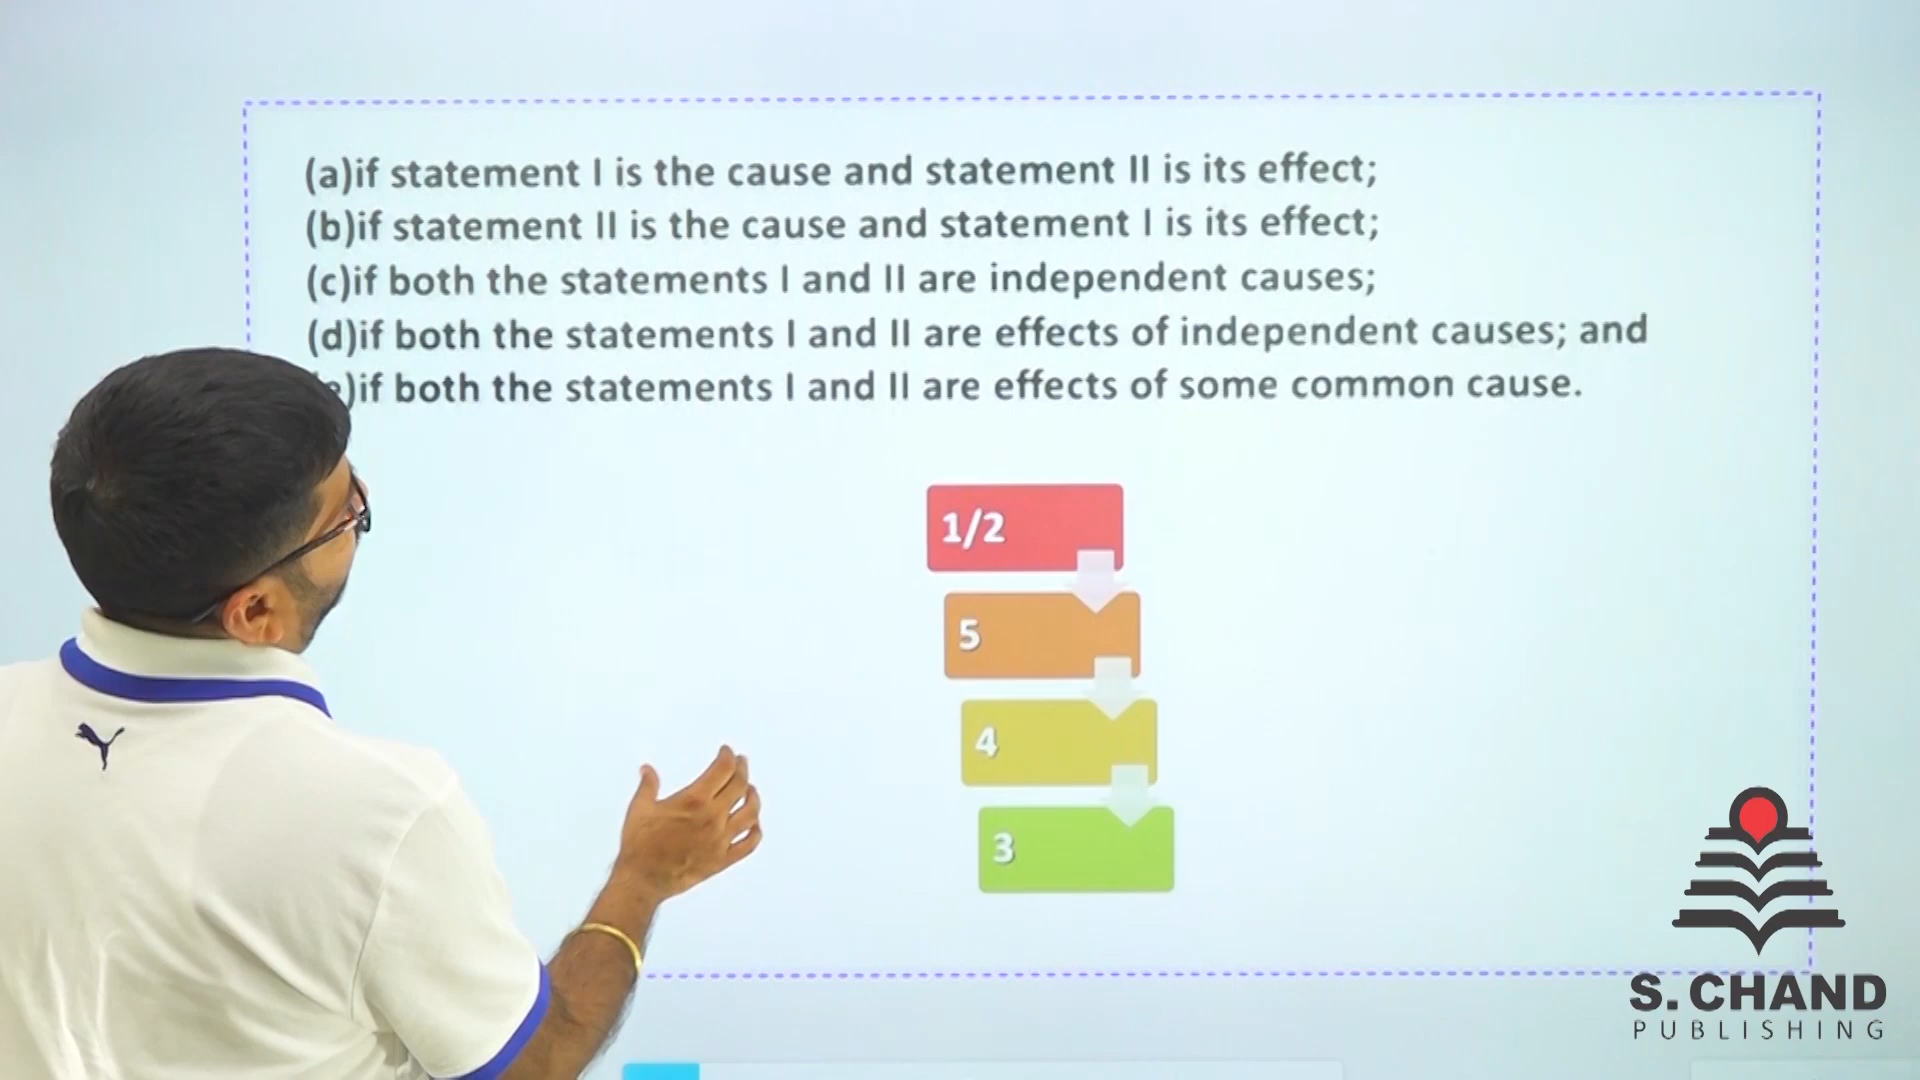 (a)if statement I is the cause and statement II is its effect;
(b)if statement II is the cause and statement I is its effect;
(c)if both the statements I and II are independent causes;
(d)if both the statements I and II are effects of independent causes; and
)if both the statements I and II are effects of some common cause.
1/2
5
4
3
S. CHAND
PUBLISHING